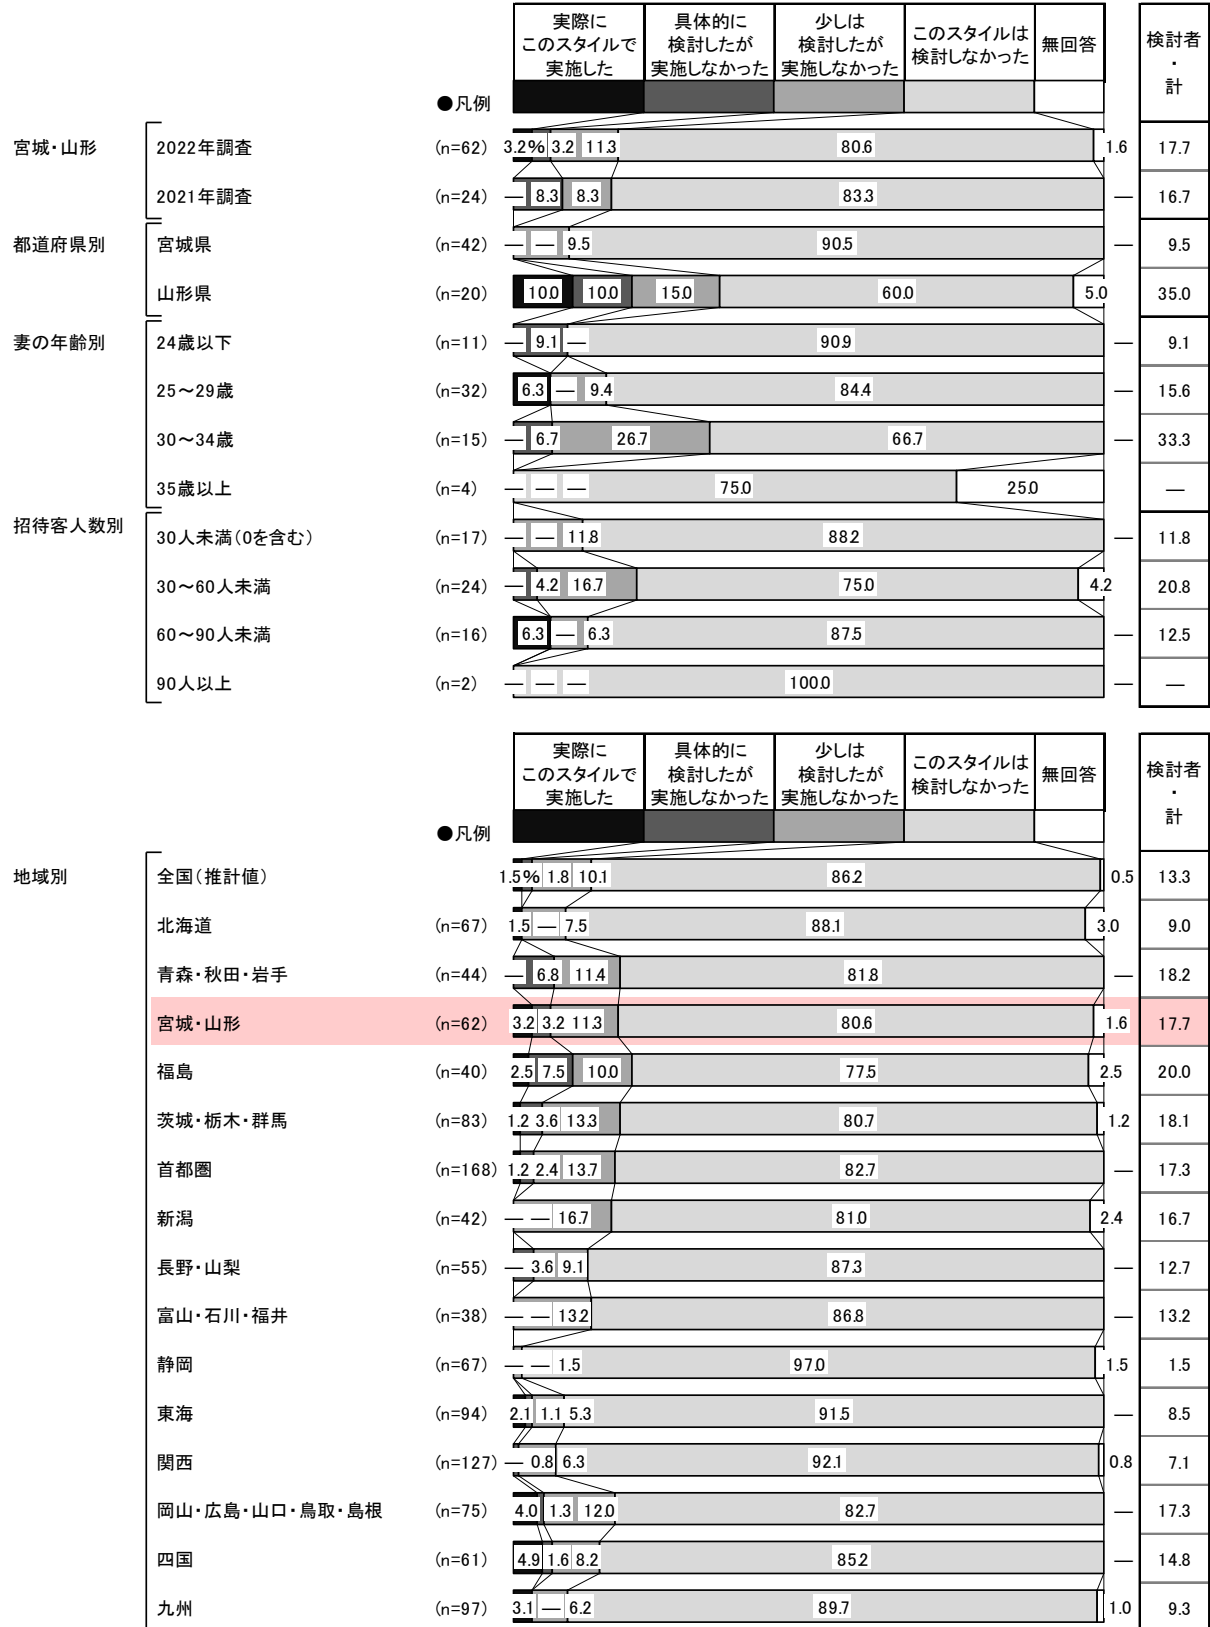 実際に
このスタイルで
実施した
具体的に
検討したが
実施しなかった
少しは
検討したが
実施しなかった
このスタイルは
検討しなかった
無回答
検討者
・
計
●凡例
宮城・山形 2022年調査 (n=62) 3.2% 3.2 11.3 80.6 1.6 17.7
2021年調査 (n=24) — 8.3 8.3 83.3 — 16.7
都道府県別 宮城県 (n=42) — — 9.5 90.5 — 9.5
山形県 (n=20) 10.0 10.0 15.0 60.0 5.0 35.0
妻の年齢別 24歳以下 (n=11) — 9.1 — 90.9 — 9.1
25～29歳 (n=32) 6.3 — 9.4 84.4 — 15.6
30～34歳 (n=15) — 6.7 26.7 66.7 — 33.3
35歳以上 (n=4) — — — 75.0 25.0 —
招待客人数別 30人未満(0を含む) (n=17) — — 11.8 88.2 — 11.8
30～60人未満 (n=24) — 4.2 16.7 75.0 4.2 20.8
60～90人未満 (n=16) 6.3 — 6.3 87.5 — 12.5
90人以上 (n=2) — — — 100.0 — —
実際に
このスタイルで
実施した
具体的に
検討したが
実施しなかった
少しは
検討したが
実施しなかった
このスタイルは
検討しなかった
無回答
検討者
・
計
●凡例
地域別 全国(推計値) 1.5% 1.8 10.1 86.2 0.5 13.3
北海道 (n=67) 1.5 — 7.5 88.1 3.0 9.0
青森・秋田・岩手 (n=44) — 6.8 11.4 81.8 — 18.2
宮城・山形 (n=62) 3.2 3.2 11.3 80.6 1.6 17.7
福島 (n=40) 2.5 7.5 10.0 77.5 2.5 20.0
茨城・栃木・群馬 (n=83) 1.2 3.6 13.3 80.7 1.2 18.1
首都圏 (n=168) 1.2 2.4 13.7 82.7 — 17.3
新潟 (n=42) — — 16.7 81.0 2.4 16.7
長野・山梨 (n=55) — 3.6 9.1 87.3 — 12.7
富山・石川・福井 (n=38) — — 13.2 86.8 — 13.2
静岡 (n=67) — — 1.5 97.0 1.5 1.5
東海 (n=94) 2.1 1.1 5.3 91.5 — 8.5
関西 (n=127) — 0.8 6.3 92.1 0.8 7.1
岡山・広島・山口・鳥取・島根 (n=75) 4.0 1.3 12.0 82.7 — 17.3
四国 (n=61) 4.9 1.6 8.2 85.2 — 14.8
九州 (n=97) 3.1 — 6.2 89.7 1.0 9.3